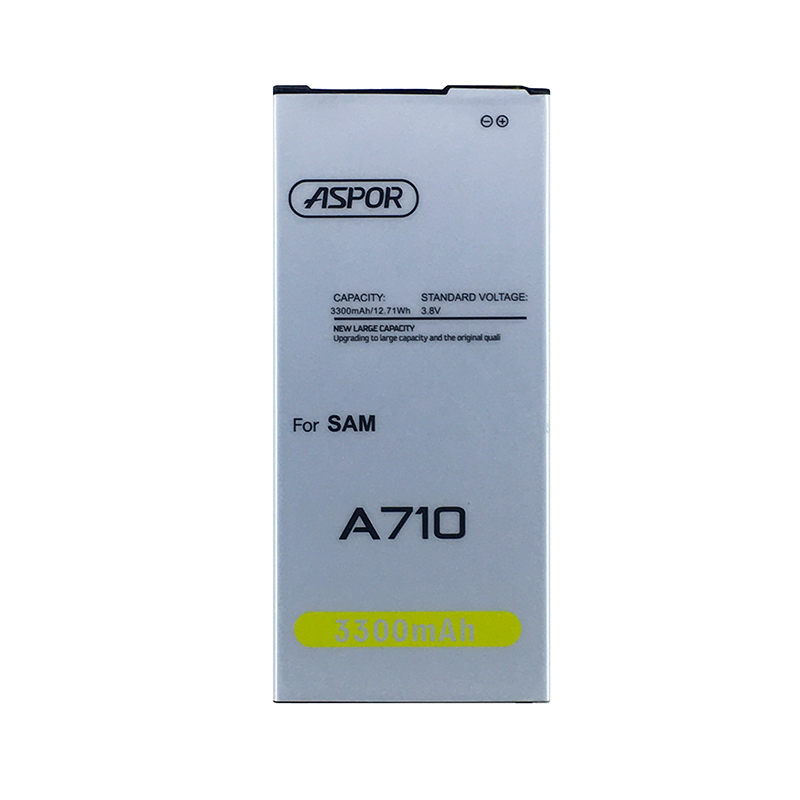 ⊖⊕
ASPOR
CAPACITY: STANDARD VOLTAGE:
3300mAh/12.71Wh 3.8V
NEW LARGE CAPACITY
Upgrading to large capacity and the original quali
For SAM
A710
3300mAh